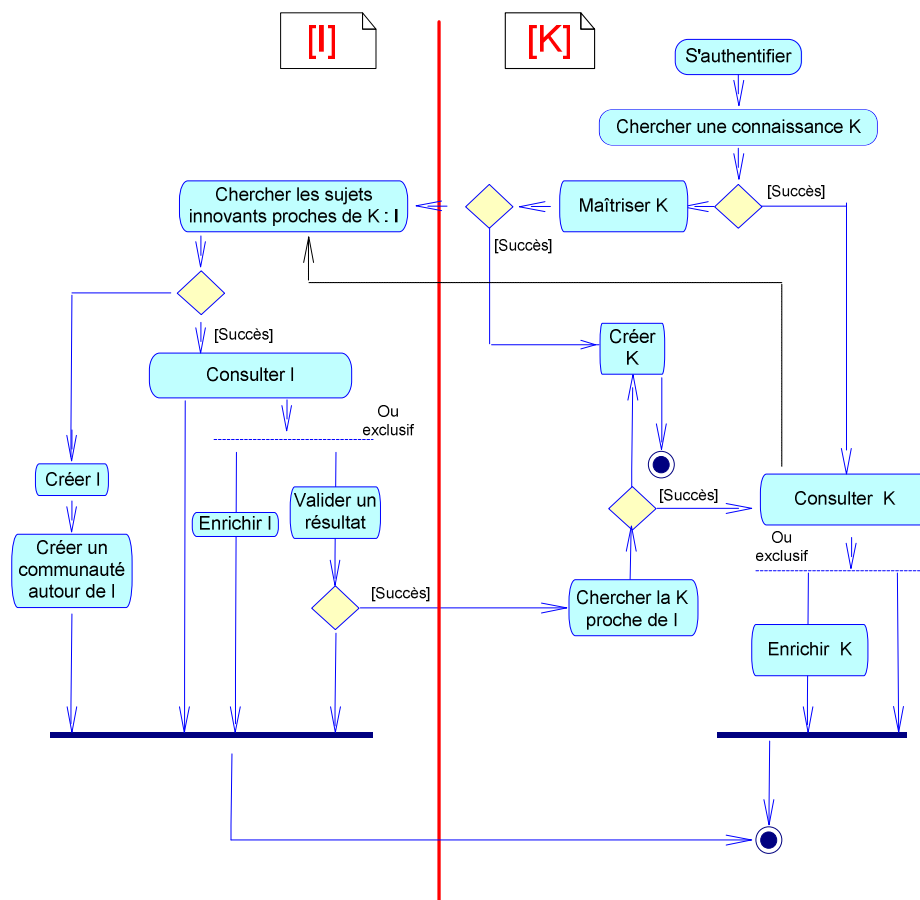 [I]
[K]
S'authentifier
Chercher une connaissance K
[Succès]
Chercher les sujets
innovants proches de K : I
Maîtriser K
[Succès]
[Succès]
Créer
K
Consulter I
Ou
exclusif
Créer I
Valider un
résultat
Enrichir I
[Succès]
Consulter K
Créer un
communauté
autour de I
Ou
exclusif
[Succès]
Chercher la K
proche de I
Enrichir K